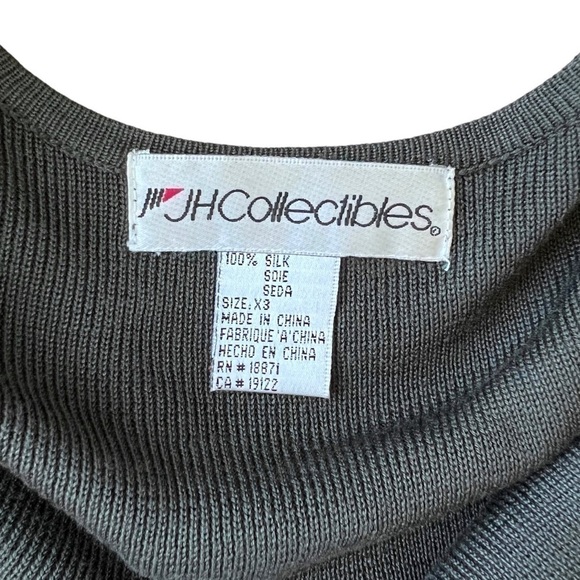 JHCollectibles®
100% SILK
SOIE
SEDA
SIZE: X3
MADE IN CHINA
FABRIQUE'A'CHINA
HECHO EN CHINA
RN # 18871
CA # 19122